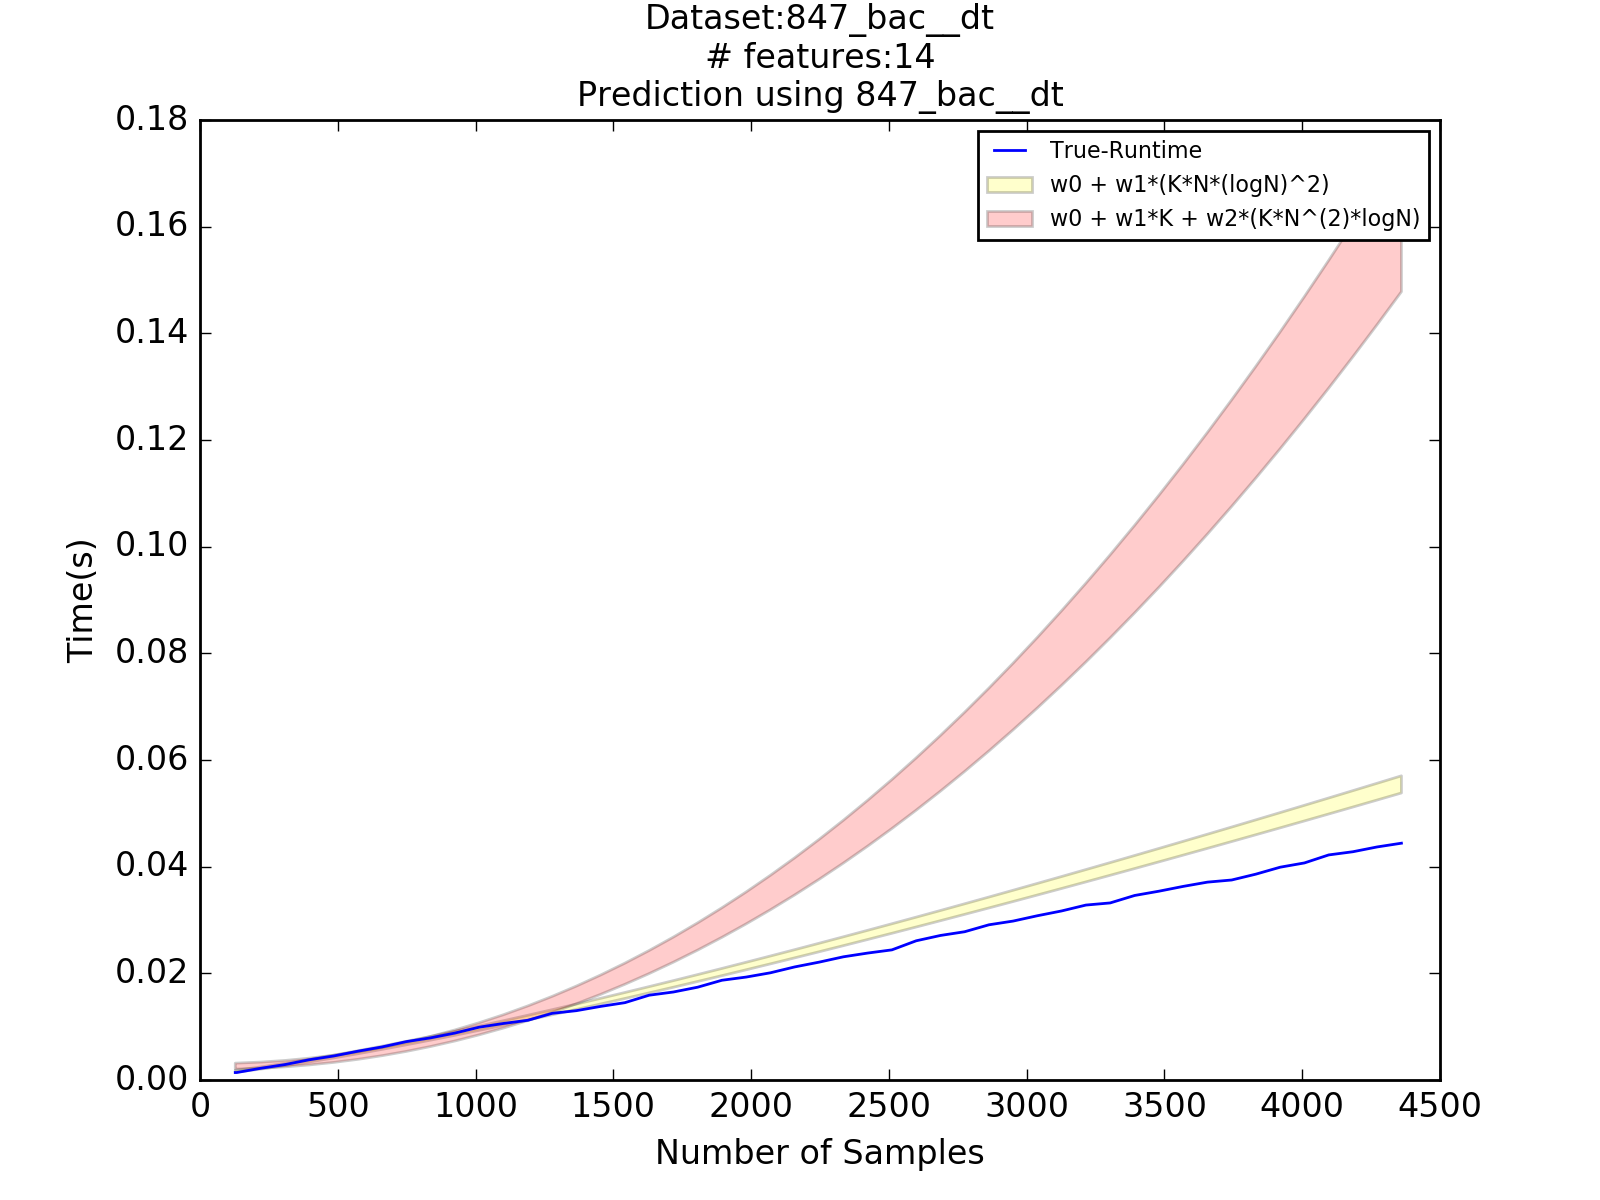 Dataset:847_bac__dt
# features:14
Prediction using 847_bac__dt
True-Runtime
w0 + w1*(K*N*(logN)^2)
w0 + w1*K + w2*(K*N^(2)*logN)
Time(s)
0.18
0.16
0.14
0.12
0.10
0.08
0.06
0.04
0.02
0.00
0 500 1000 1500 2000 2500 3000 3500 4000 4500
Number of Samples